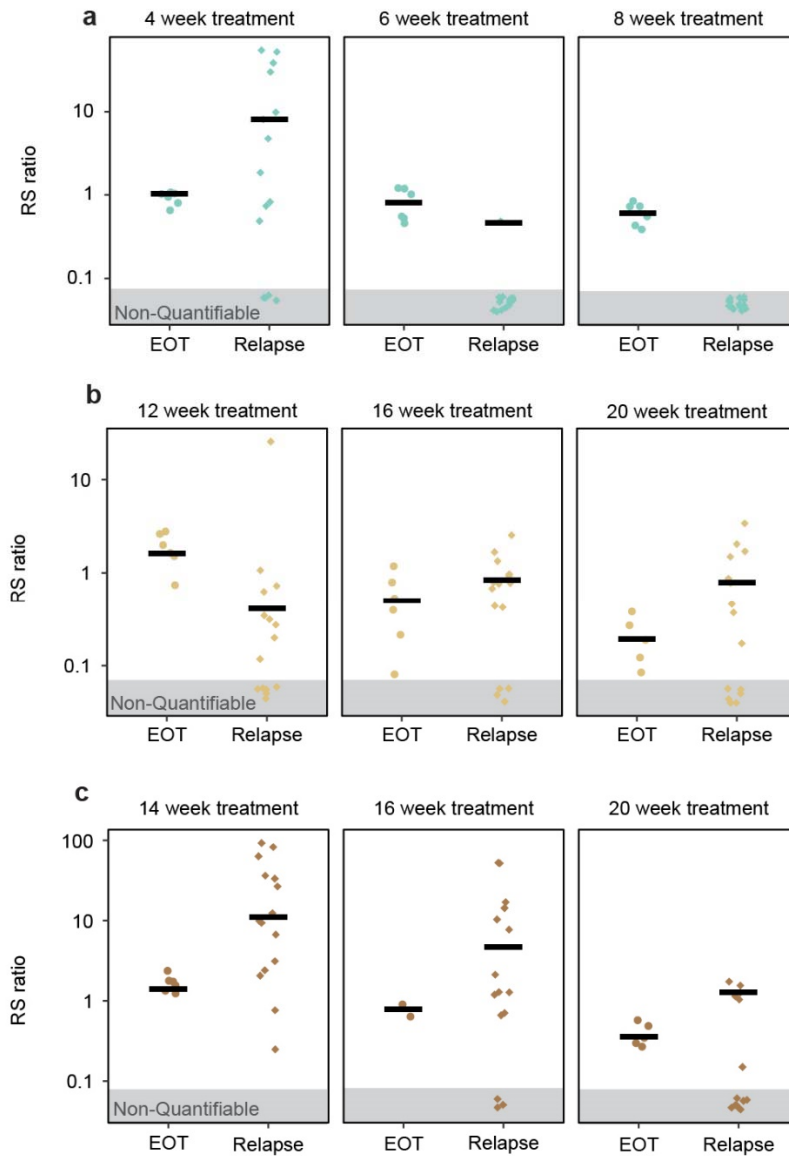 a
4 week treatment 6 week treatment 8 week treatment
RS ratio
10
1
0.1
Non-Quantifiable
EOT Relapse EOT Relapse EOT Relapse
b
12 week treatment 16 week treatment 20 week treatment
RS ratio
10
1
0.1
Non-Quantifiable
EOT Relapse EOT Relapse EOT Relapse
c
14 week treatment 16 week treatment 20 week treatment
RS ratio
100
10
1
0.1
Non-Quantifiable
EOT Relapse EOT Relapse EOT Relapse